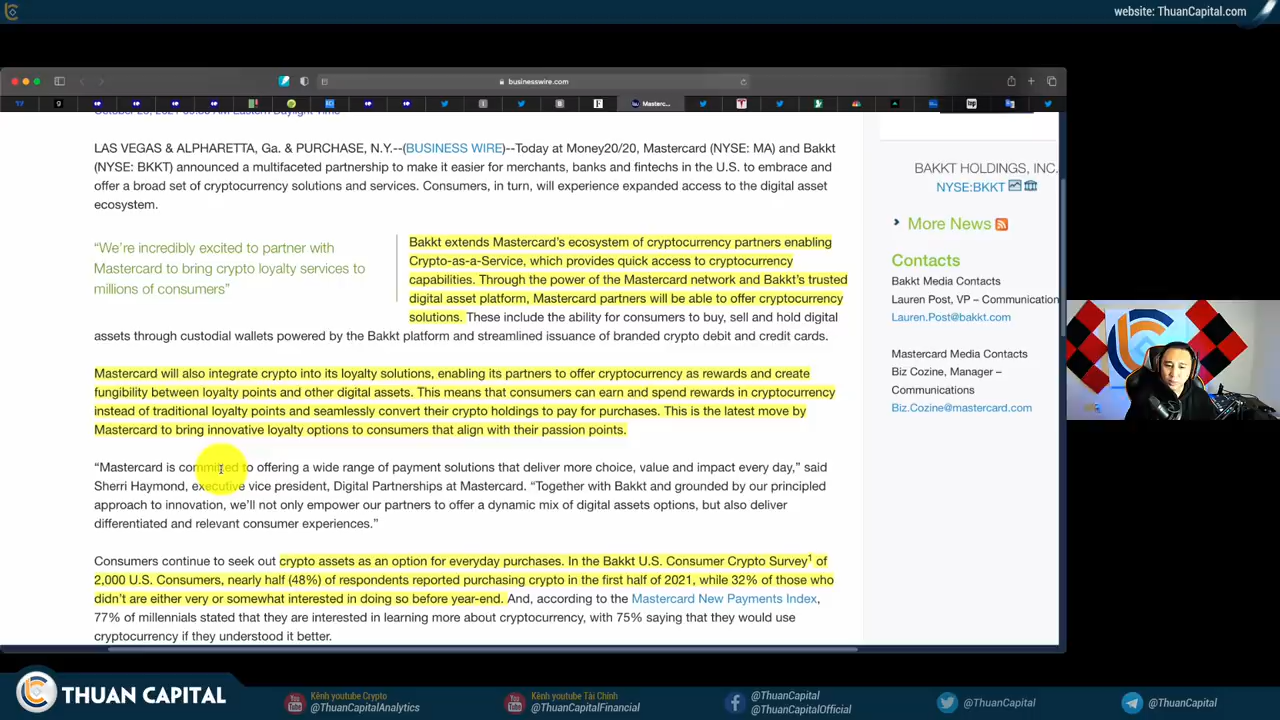 website: ThuanCapital.com
businesswire.com
Masterc...
LAS VEGAS & ALPHARETTA, Ga. & PURCHASE, N.Y.--(BUSINESS WIRE)--Today at Money20/20, Mastercard (NYSE: MA) and Bakkt
(NYSE: BKKT) announced a multifaceted partnership to make it easier for merchants, banks and fintechs in the U.S. to embrace and
offer a broad set of cryptocurrency solutions and services. Consumers, in turn, will experience expanded access to the digital asset
ecosystem.
“We’re incredibly excited to partner with
Mastercard to bring crypto loyalty services to
millions of consumers”
Bakkt extends Mastercard’s ecosystem of cryptocurrency partners enabling
Crypto-as-a-Service, which provides quick access to cryptocurrency
capabilities. Through the power of the Mastercard network and Bakkt’s trusted
digital asset platform, Mastercard partners will be able to offer cryptocurrency
solutions. These include the ability for consumers to buy, sell and hold digital
assets through custodial wallets powered by the Bakkt platform and streamlined issuance of branded crypto debit and credit cards.
Mastercard will also integrate crypto into its loyalty solutions, enabling its partners to offer cryptocurrency as rewards and create
fungibility between loyalty points and other digital assets. This means that consumers can earn and spend rewards in cryptocurrency
instead of traditional loyalty points and seamlessly convert their crypto holdings to pay for purchases. This is the latest move by
Mastercard to bring innovative loyalty options to consumers that align with their passion points.
“Mastercard is committed to offering a wide range of payment solutions that deliver more choice, value and impact every day,” said
Sherri Haymond, executive vice president, Digital Partnerships at Mastercard. “Together with Bakkt and grounded by our principled
approach to innovation, we’ll not only empower our partners to offer a dynamic mix of digital assets options, but also deliver
differentiated and relevant consumer experiences.”
Consumers continue to seek out crypto assets as an option for everyday purchases. In the Bakkt U.S. Consumer Crypto Survey1 of
2,000 U.S. Consumers, nearly half (48%) of respondents reported purchasing crypto in the first half of 2021, while 32% of those who
didn’t are either very or somewhat interested in doing so before year-end. And, according to the Mastercard New Payments Index,
77% of millennials stated that they are interested in learning more about cryptocurrency, with 75% saying that they would use
cryptocurrency if they understood it better.
BAKKT HOLDINGS, INC.
NYSE:BKKT
More News
Contacts
Bakkt Media Contacts
Lauren Post, VP – Communication
Lauren.Post@bakkt.com
Mastercard Media Contacts
Biz Cozine, Manager –
Communications
Biz.Cozine@mastercard.com
THUAN CAPITAL
Kênh youtube Crypto
@ThuanCapitalAnalytics
Kênh youtube Tài Chính
@ThuanCapitalFinancial
@ThuanCapital
@ThuanCapitalOfficial
@ThuanCapital
@ThuanCapital